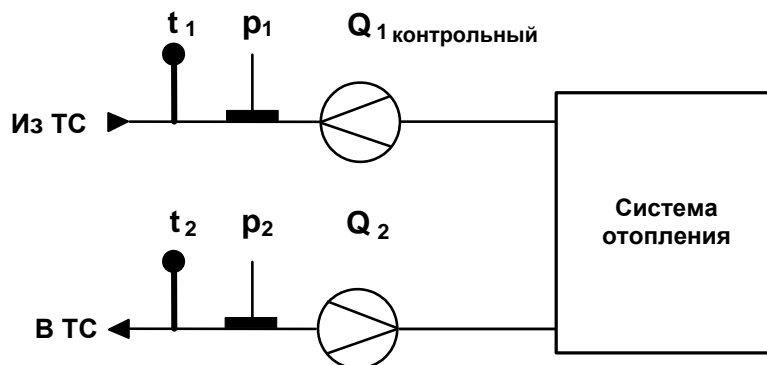 t 1 p1 Q 1 контрольный
Из ТС
Система
отопления
t 2 p2 Q 2
В ТС